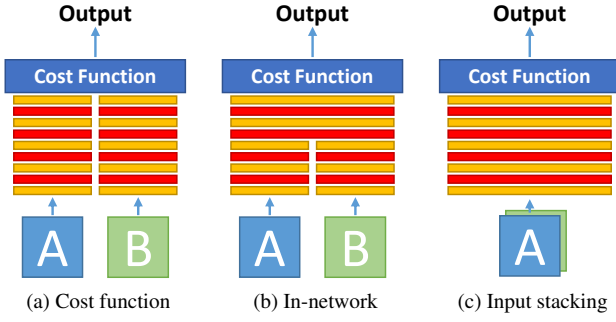 Output Output Output
Cost Function Cost Function Cost Function
A B A B A
(a) Cost function (b) In-network (c) Input stacking